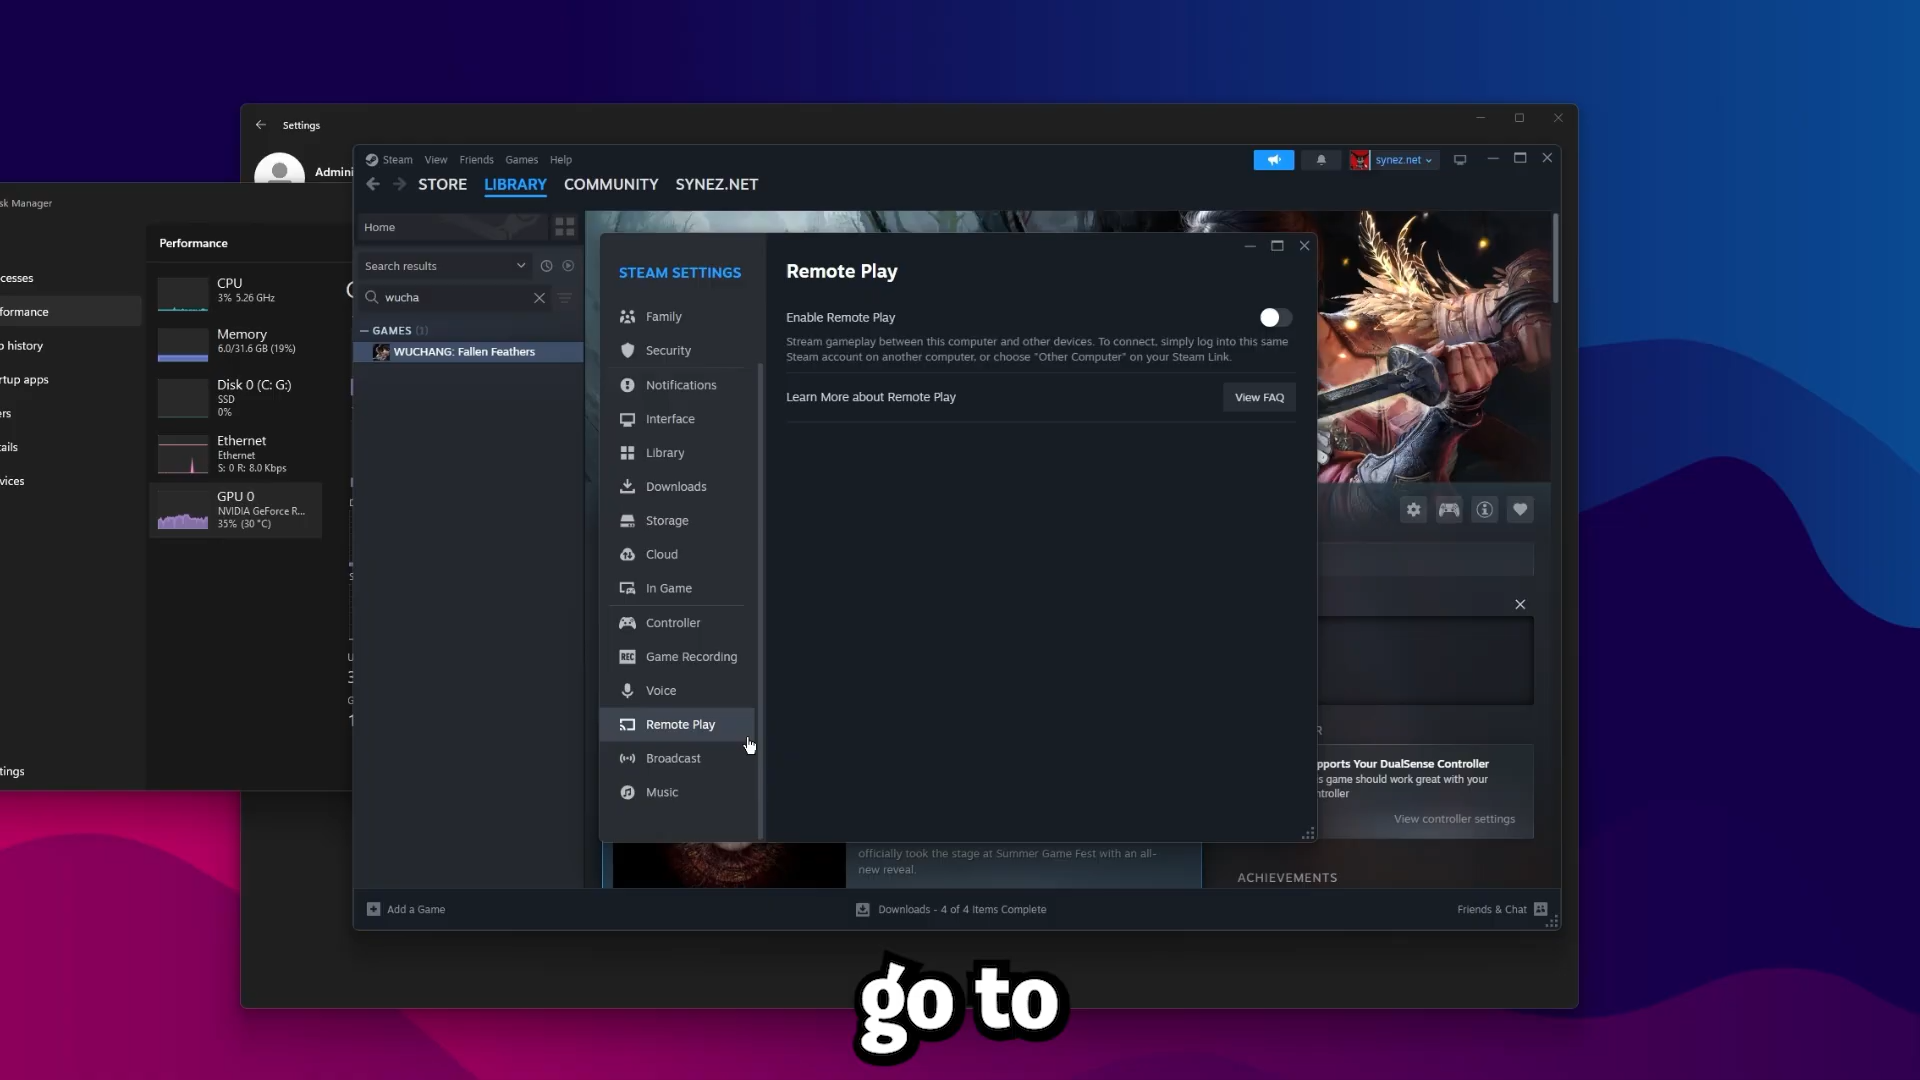 Settings
Admini
sk Manager
cesses
formance
p history
rtup apps
ers
ails
vices
tings
Performance
CPU
3% 5.26 GHz
Memory
6.0/31.6 GB (19%)
Disk 0 (C: G:)
SSD
0%
Ethernet
Ethernet
S: 0 R: 8.0 Kbps
GPU 0
NVIDIA GeForce R...
35% (30 °C)
Steam View Friends Games Help
synez.net
STORE LIBRARY COMMUNITY SYNEZ.NET
Home
Search results
wucha
GAMES (1)
WUCHANG: Fallen Feathers
STEAM SETTINGS
Family
Security
Notifications
Interface
Library
Downloads
Storage
Cloud
In Game
Controller
REC Game Recording
Voice
Remote Play
Broadcast
Music
Remote Play
Enable Remote Play
Stream gameplay between this computer and other devices. To connect, simply log into this same
Steam account on another computer, or choose "Other Computer" on your Steam Link.
Learn More about Remote Play
View FAQ
R
pports Your DualSense Controller
s game should work great with your
ntroller
View controller settings
officially took the stage at Summer Game Fest with an all-
new reveal.
ACHIEVEMENTS
Add a Game
Downloads - 4 of 4 Items Complete
Friends & Chat
go to